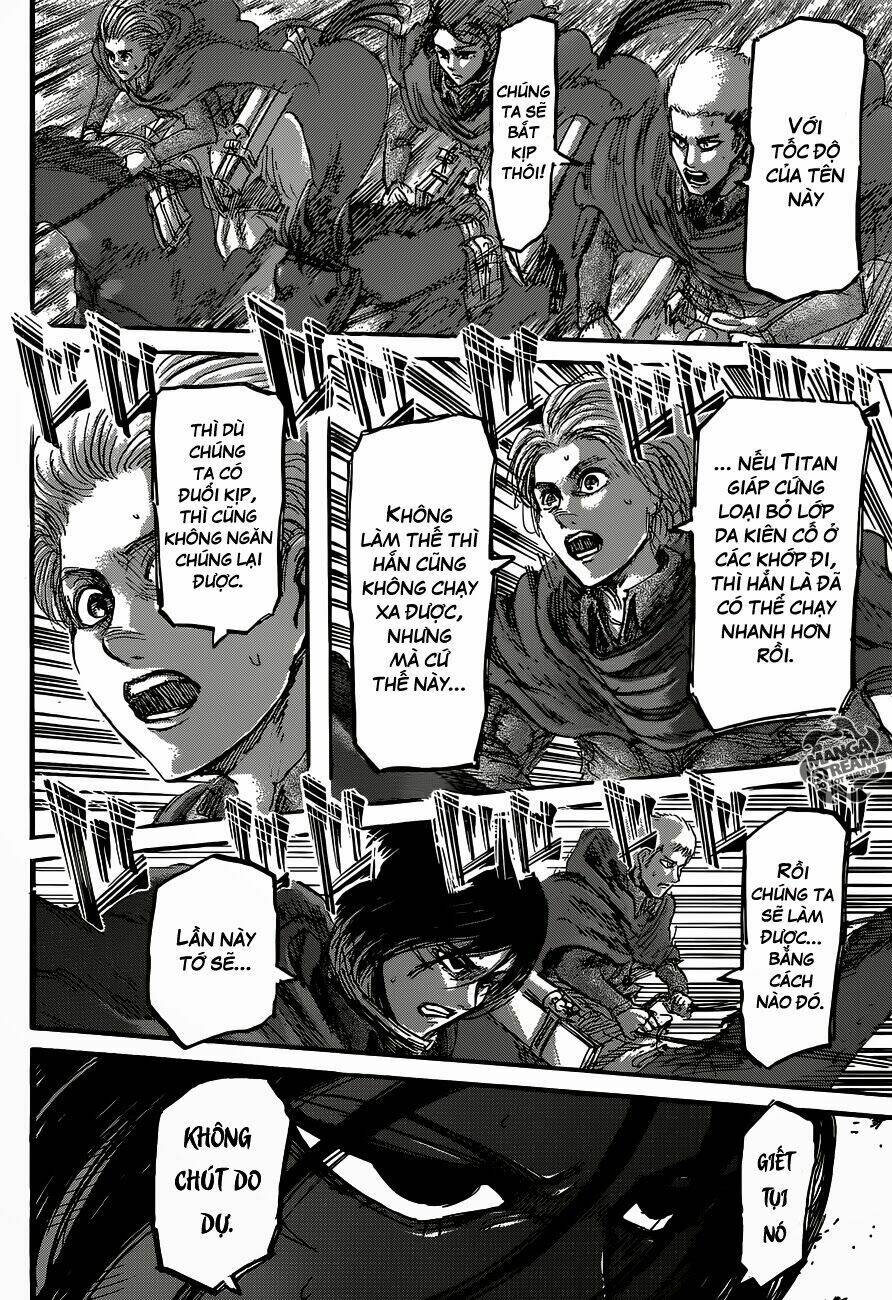 VỚI
TỐC ĐỘ
CỦA TÊN
NÀY
CHÚNG
TA SẼ
BẮT
KỊP
THÔI!
... NẾU TITAN
GIÁP CỨNG
LOẠI BỎ LỚP
DA KIÊN CỐ Ở
CÁC KHỚP ĐI,
THÌ HẲN LÀ ĐÃ
CÓ THỂ CHẠY
NHANH HƠN
RỒI.
KHÔNG
LÀM THẾ THÌ
HẮN CŨNG
KHÔNG CHẠY
XA ĐƯỢC,
NHƯNG
MÀ CỨ
THẾ NÀY...
THÌ DÙ
CHÚNG
TA CÓ
ĐUỔI KỊP,
THÌ CŨNG
KHÔNG NGĂN
CHÚNG LẠI
ĐƯỢC.
MANGA
STREAM
RỒI
CHÚNG TA
SẼ LÀM
ĐƯỢC...
BẰNG
CÁCH
NÀO ĐÓ.
LẦN NÀY
TỚ SẼ...
GIẾT
TỤI
NÓ
KHÔNG
CHÚT DO
DỰ.